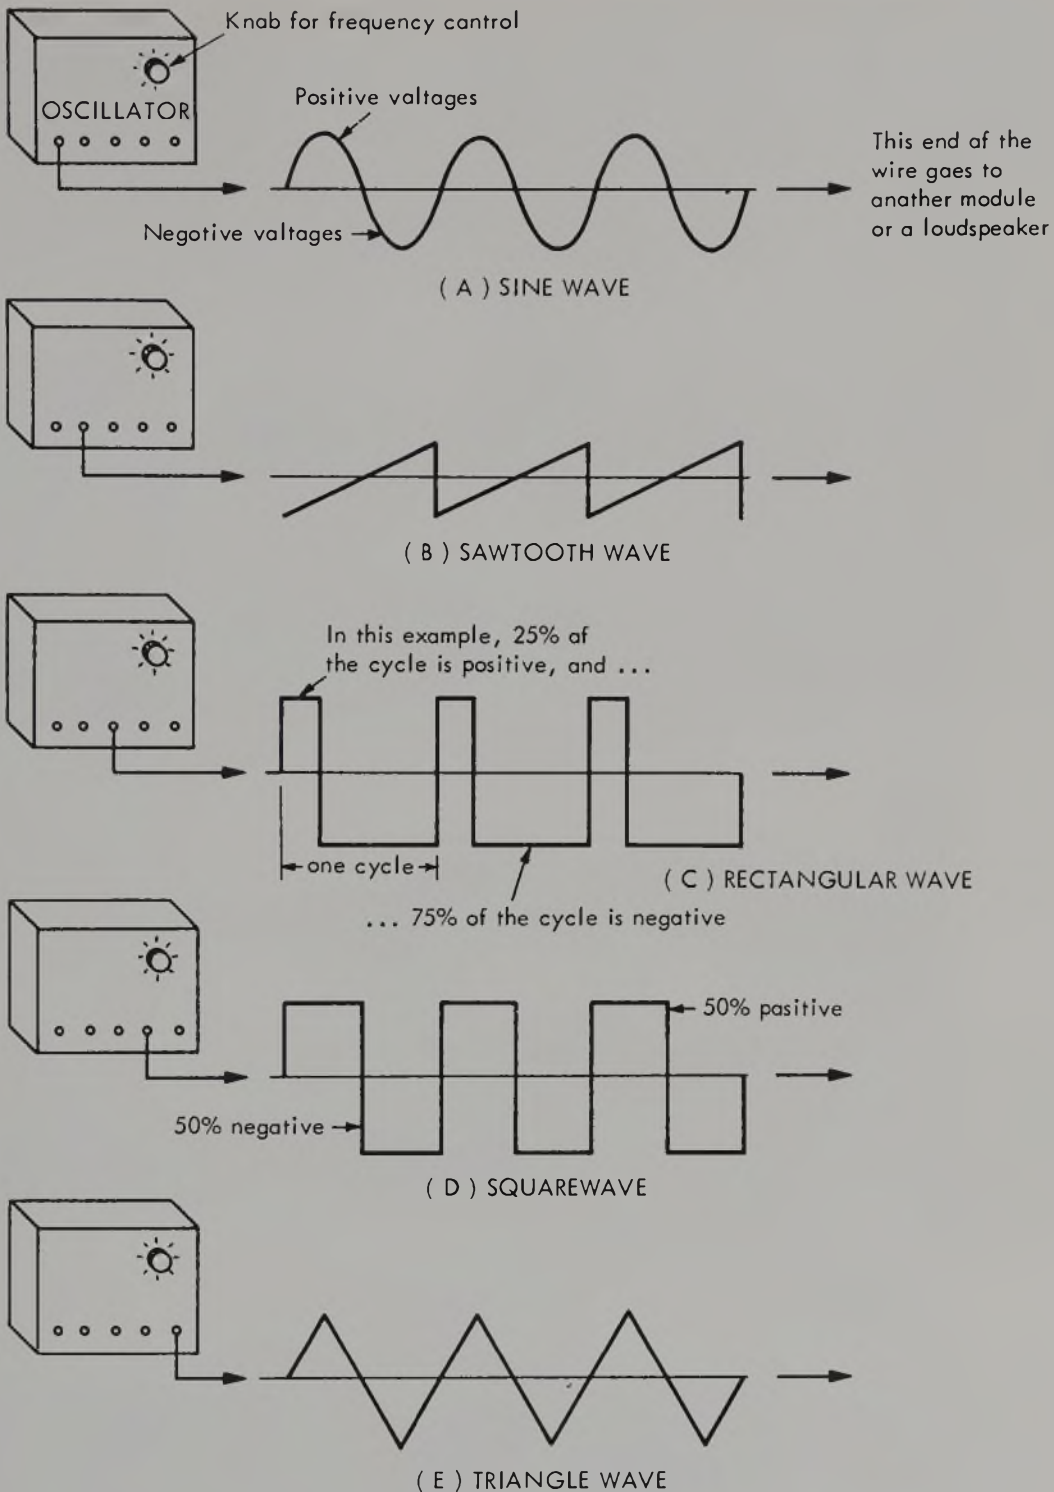 Knab for frequency cantrol
OSCILLATOR
Positive valtages
This end af the
wire gaes to
anather module
or a loudspeaker
Negotive valtages
( A ) SINE WAVE
( B ) SAWTOOTH WAVE
In this example, 25% af
the cycle is positive, and ...
one cycle
( C ) RECTANGULAR WAVE
... 75% of the cycle is negative
50% pasitive
50% negative
( D ) SQUAREWAVE
( E ) TRIANGLE WAVE